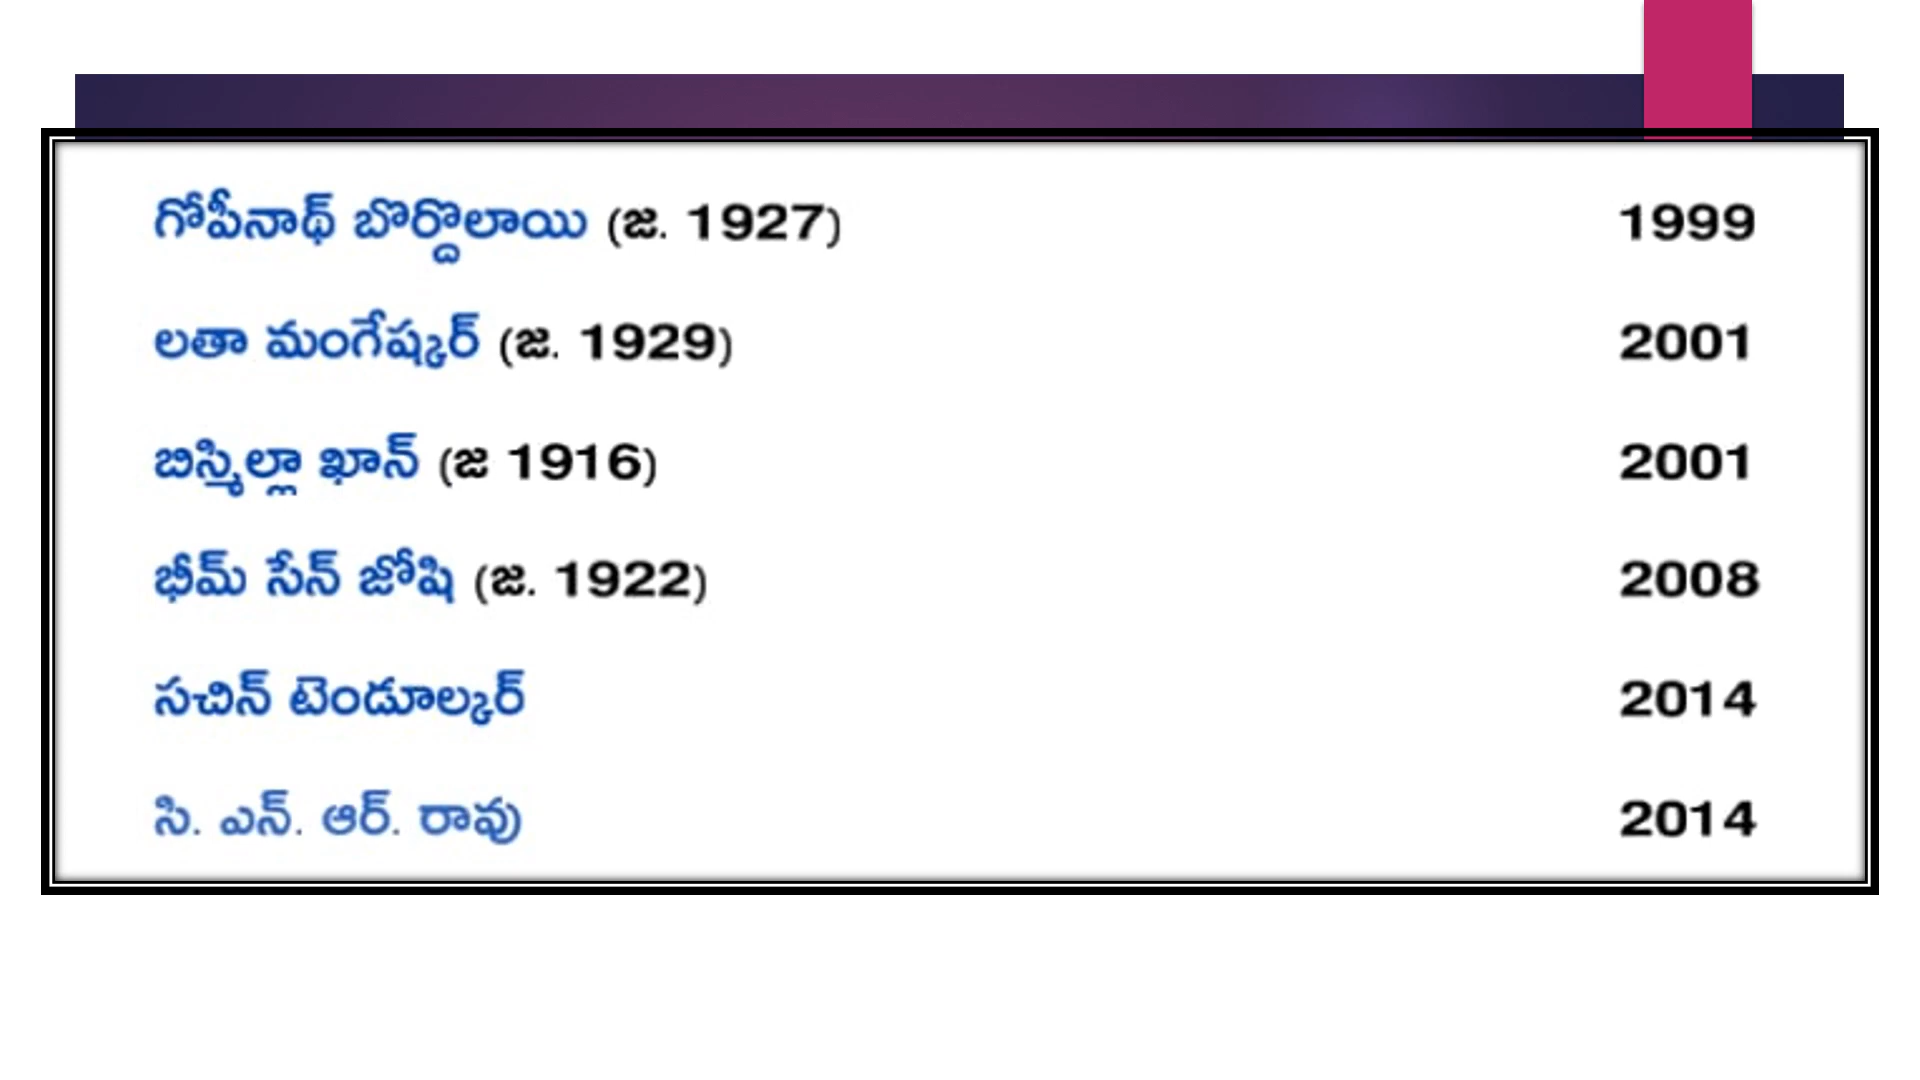 గోపీనాథ్ బొర్దొలాయి (జ. 1927) 1999
లతా మంగేష్కర్ (జ. 1929) 2001
బిస్మిల్లా ఖాన్ (జ 1916) 2001
భీమ్ సేన్ జోషి (జ. 1922) 2008
సచిన్ టెండూల్కర్ 2014
సి. ఎన్. ఆర్. రావు 2014